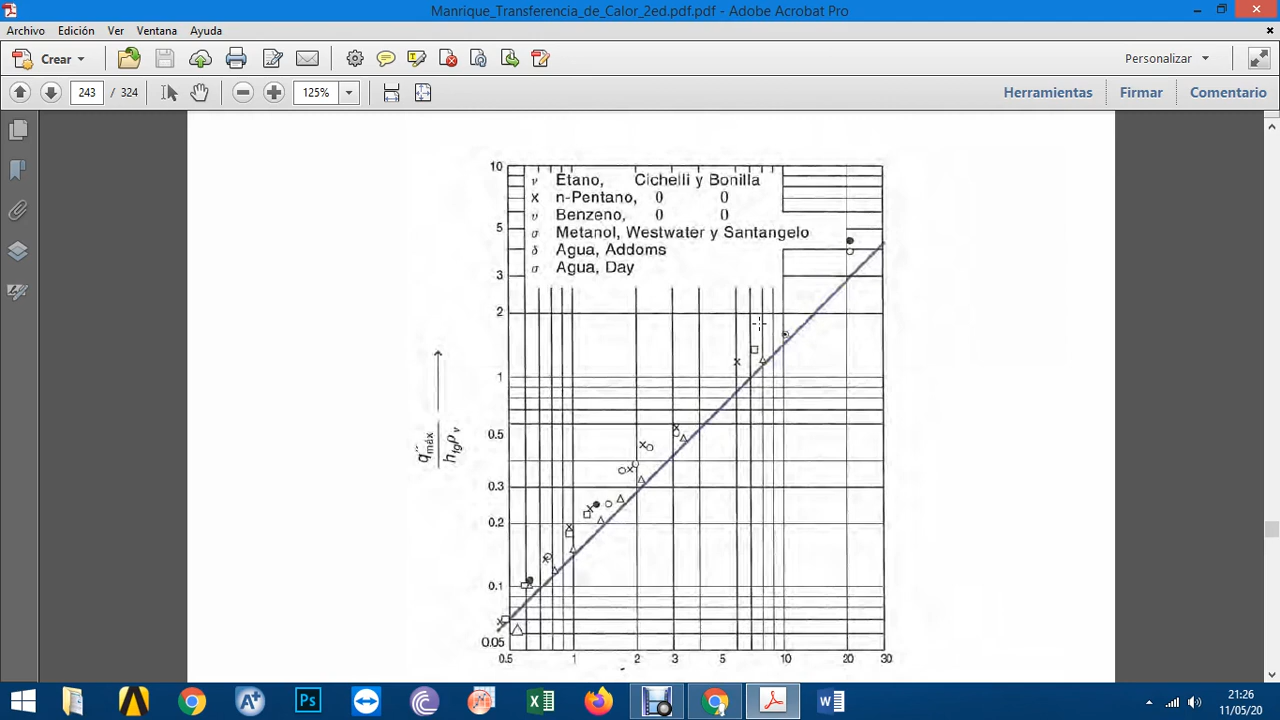 Manrique_Transferencia_de_Calor_2ed.pdf.pdf - Adobe Acrobat Pro
Archivo Edición Ver Ventana Ayuda
Crear
Personalizar
243 / 324
125%
Herramientas Firmar Comentario
10
5
3
2
1
0.5
0.3
0.2
0.1
0.05
ν Etano, Cichelli y Bonilla
x n-Pentano, 0 0
υ Benzeno, 0 0
σ Metanol, Westwater y Santangelo
δ Agua, Addoms
σ Agua, Day
q″máx
hfgρv
0.5 1 2 3 5 10 20 30
21:26
11/05/20